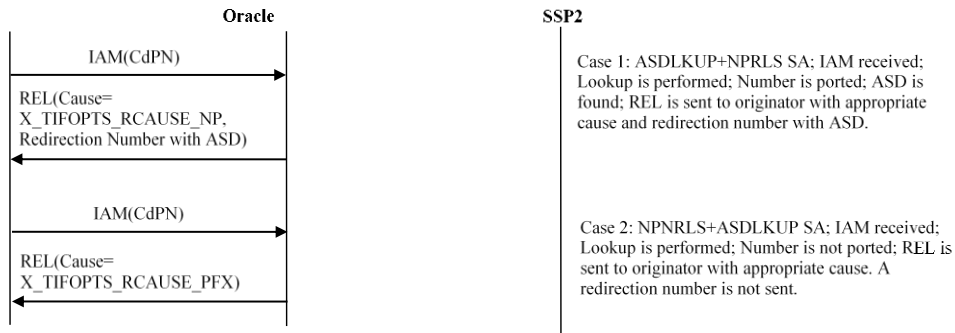 Oracle
SSP2
IAM(CdPN)
REL(Cause=
X_TIFOPTS_RCAUSE_NP,
Redirection Number with ASD)
Case 1: ASDLKUP+NPRLS SA; IAM received;
Lookup is performed; Number is ported; ASD is
found; REL is sent to originator with appropriate
cause and redirection number with ASD.
IAM(CdPN)
REL(Cause=
X_TIFOPTS_RCAUSE_PFX)
Case 2: NPNRLS+ASDLKUP SA; IAM received;
Lookup is performed; Number is not ported; REL is
sent to originator with appropriate cause. A
redirection number is not sent.